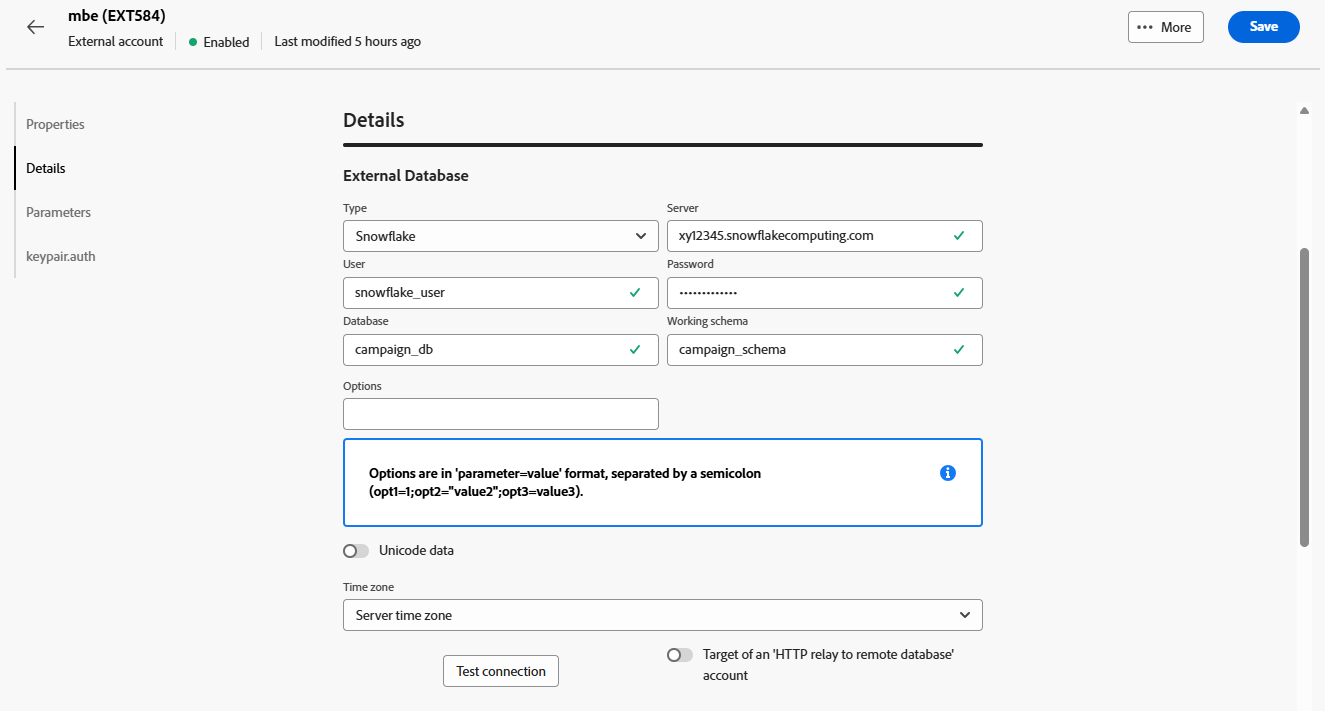 mbe (EXT584)
External account
Enabled
Last modified 5 hours ago
More
Save
Properties
Details
Parameters
keypair.auth
Details
External Database
Type
Server
Snowflake
xy12345.snowflakecomputing.com
User
Password
snowflake_user
•••••••••••••
Database
Working schema
campaign_db
campaign_schema
Options
Options are in 'parameter=value' format, separated by a semicolon
(opt1=1;opt2="value2";opt3=value3).
Unicode data
Time zone
Server time zone
Test connection
Target of an 'HTTP relay to remote database'
account